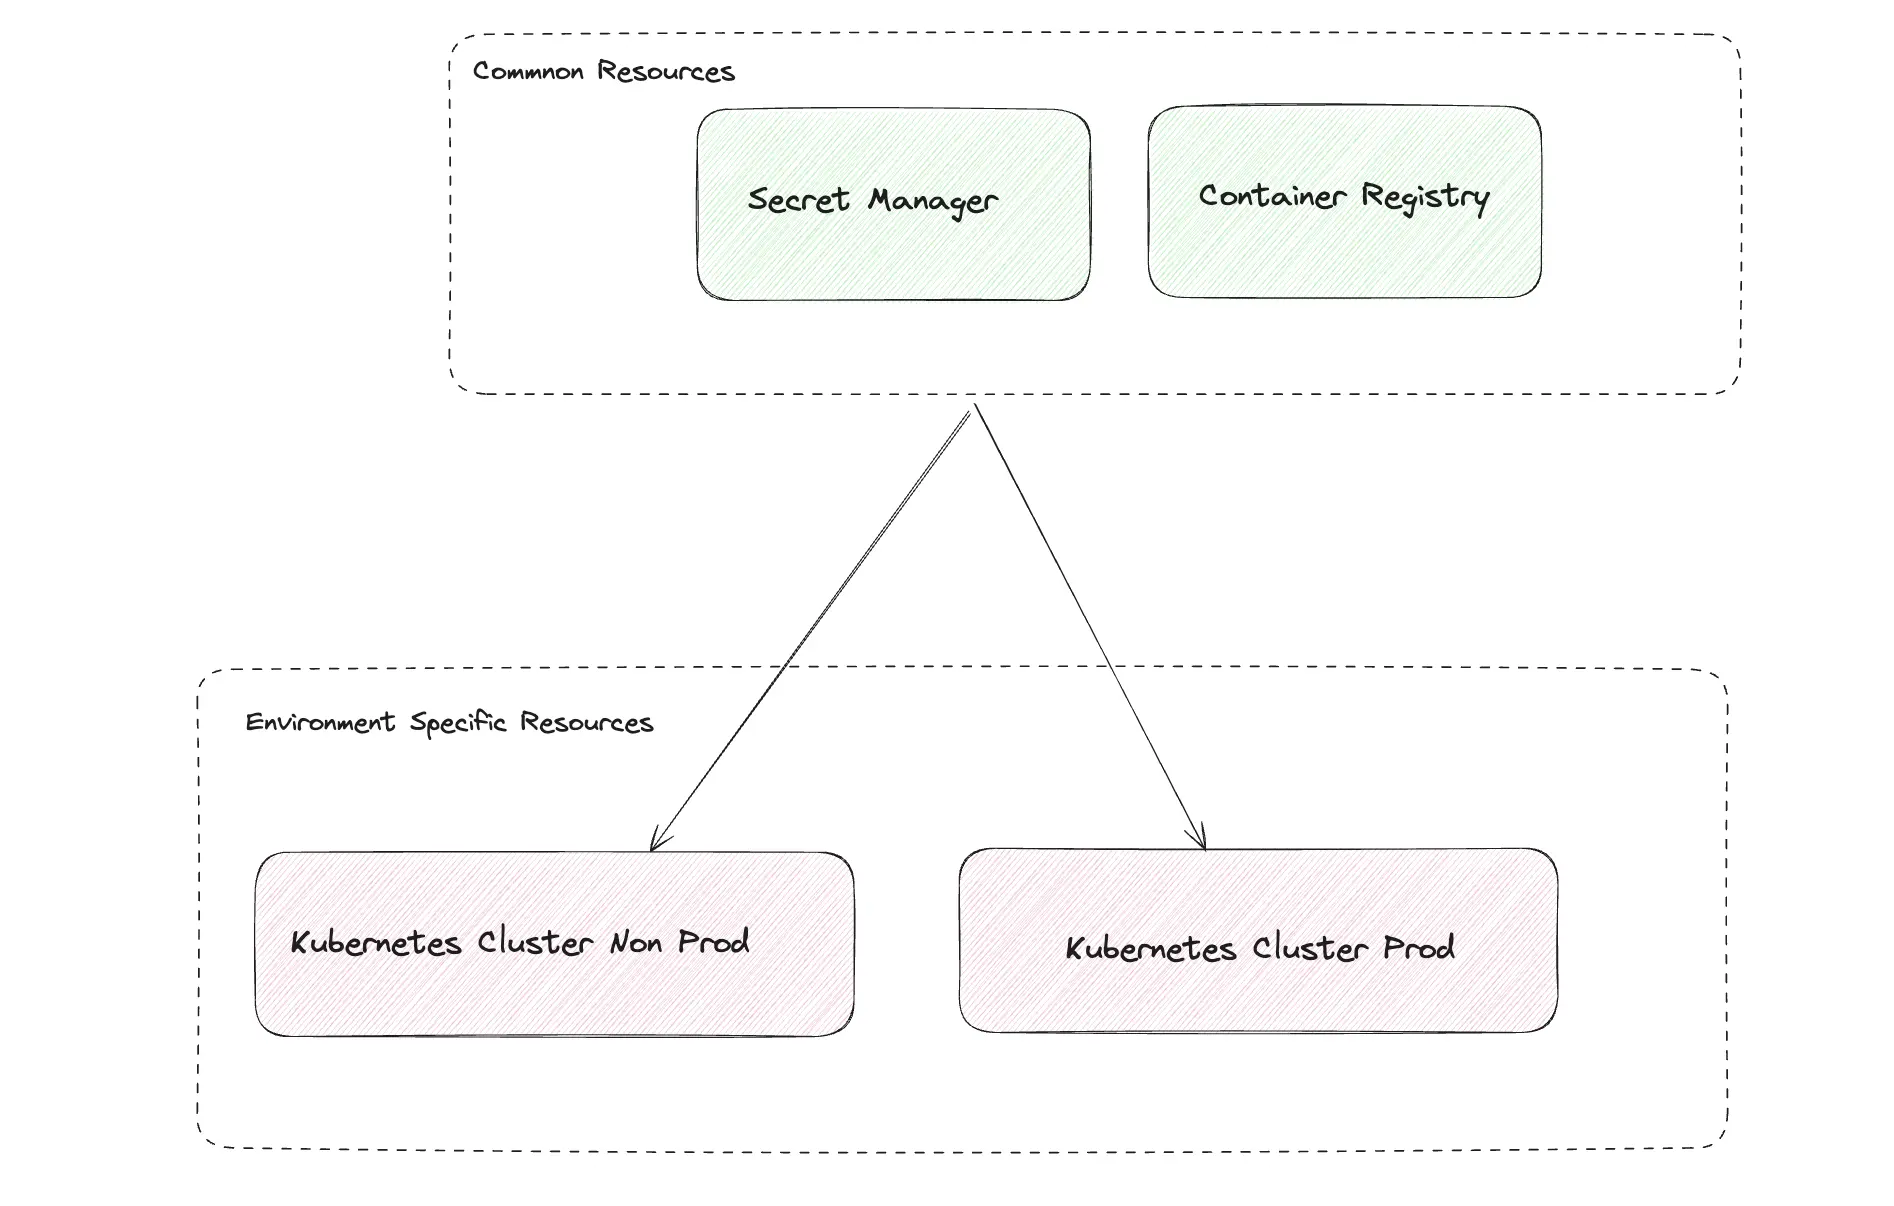 Commnon Resources
Secret Manager
Container Registry
Environment Specific Resources
Kubernetes Cluster Non Prod
Kubernetes Cluster Prod